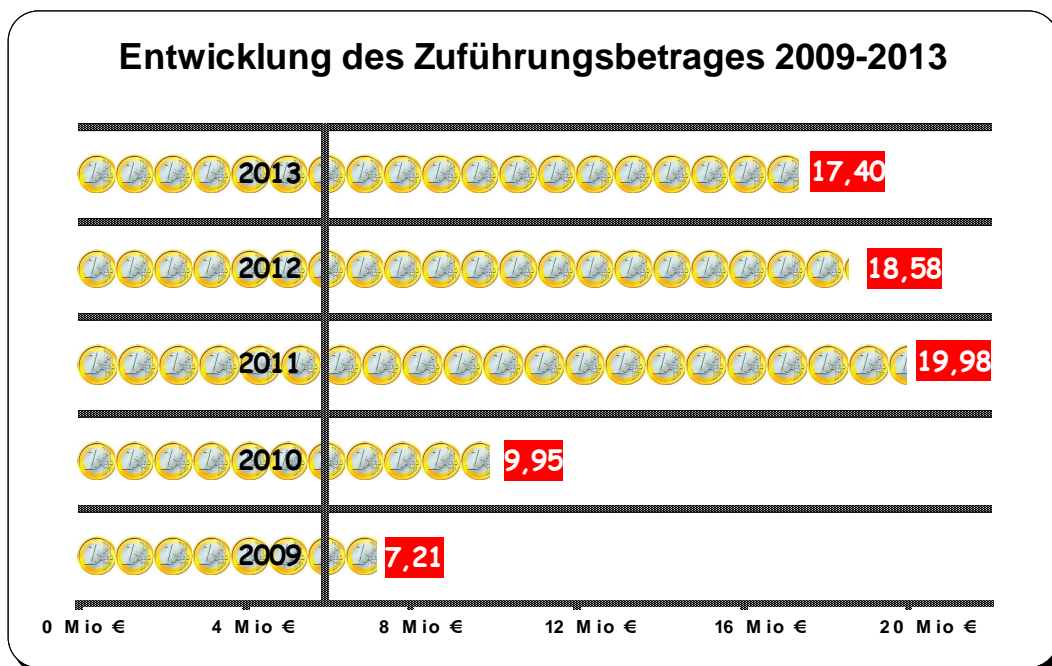 Entwicklung des Zuführungsbetrages 2009-2013
2013 17,40
2012 18,58
2011 19,98
2010 9,95
2009 7,21
0 Mio € 4 Mio € 8 Mio € 12 Mio € 16 Mio € 20 Mio €